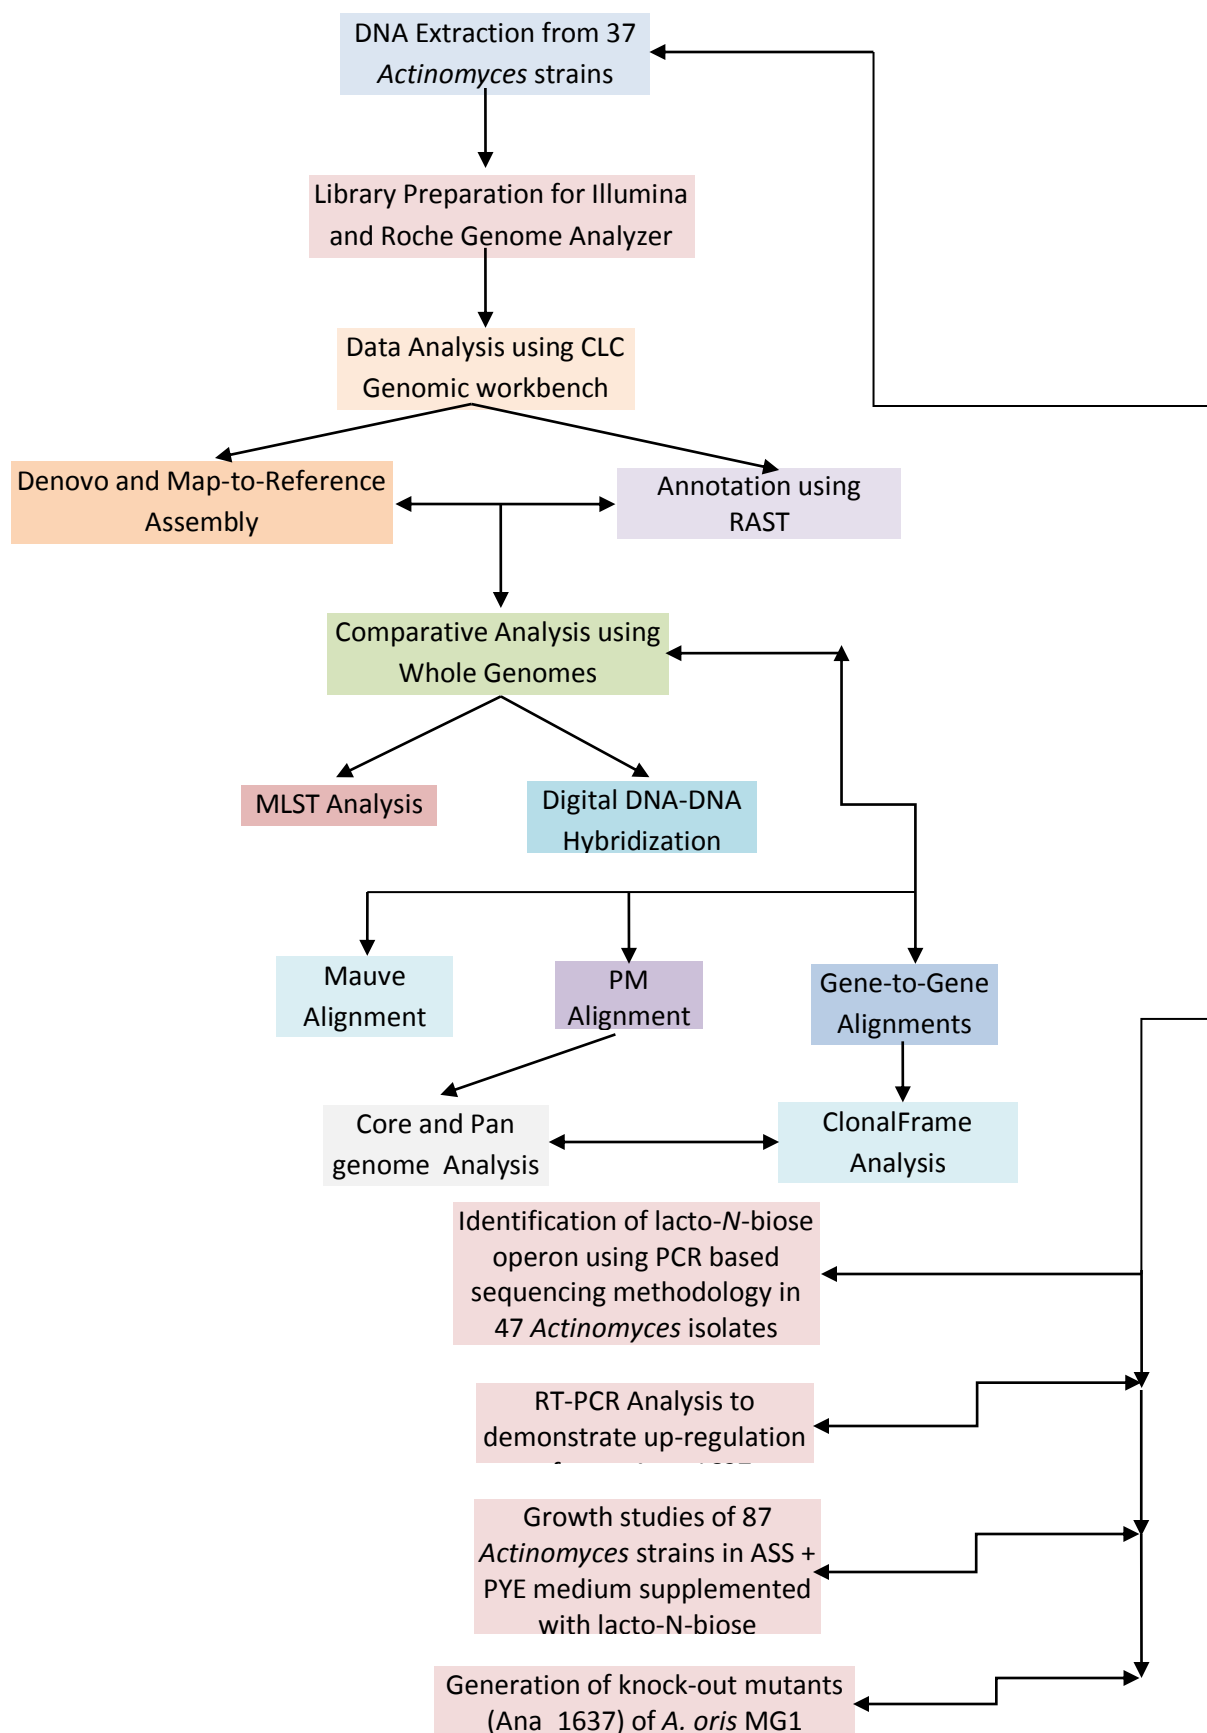 DNA Extraction from 37
Actinomyces strains
Library Preparation for Illumina
and Roche Genome Analyzer
Data Analysis using CLC
Genomic workbench
Denovo and Map-to-Reference
Assembly
Annotation using
RAST
Comparative Analysis using
Whole Genomes
MLST Analysis
Digital DNA-DNA
Hybridization
Mauve
Alignment
PM
Alignment
Gene-to-Gene
Alignments
Core and Pan
genome Analysis
ClonalFrame
Analysis
Identification of lacto-N-biose
operon using PCR based
sequencing methodology in
47 Actinomyces isolates
RT-PCR Analysis to
demonstrate up-regulation
Growth studies of 87
Actinomyces strains in ASS +
PYE medium supplemented
with lacto-N-biose
Generation of knock-out mutants
(Ana_1637) of A. oris MG1